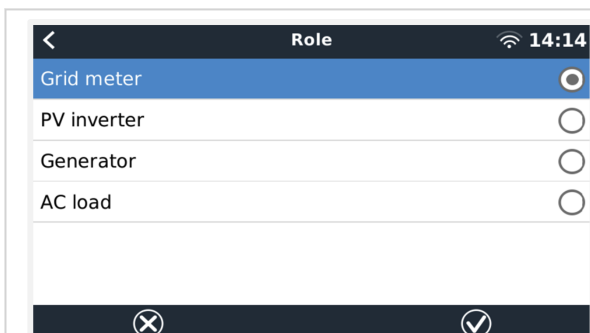 Role
14:14
Grid meter
PV inverter
Generator
AC load